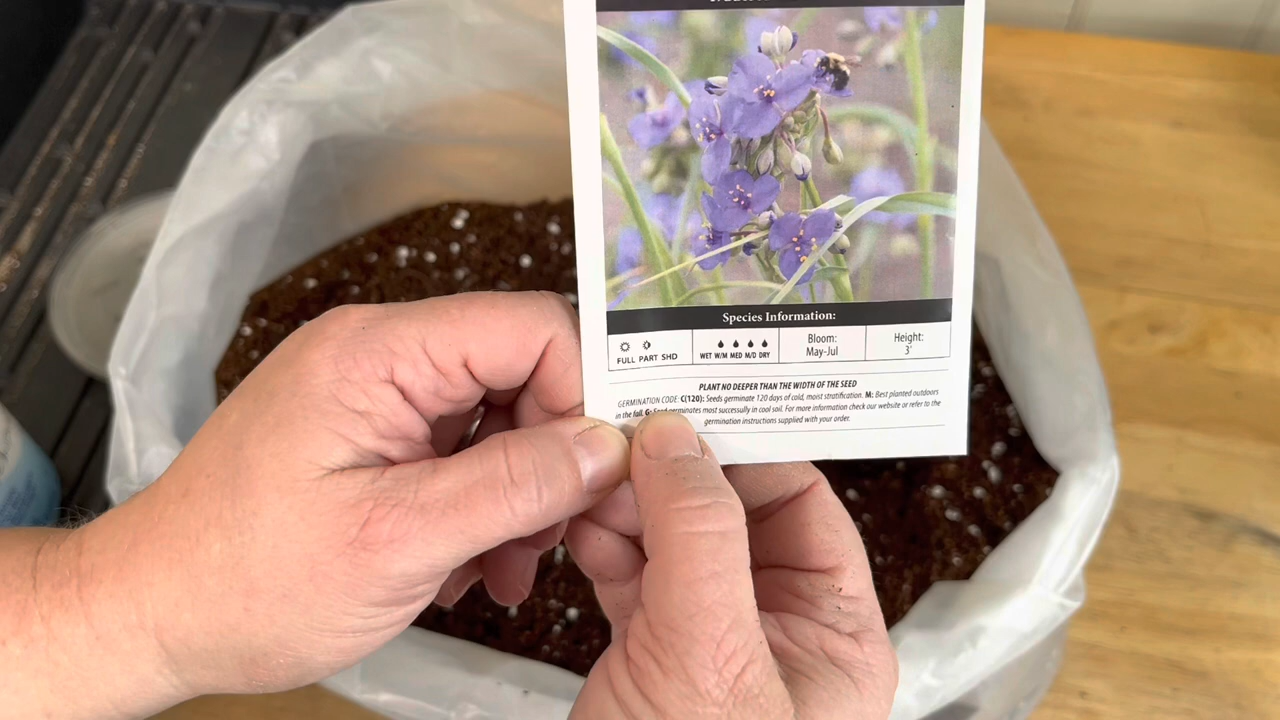 Species Information:
FULL PART SHD
WET W/M MED M/D DRY
Bloom:
May-Jul
Height:
3'
PLANT NO DEEPER THAN THE WIDTH OF THE SEED
GERMINATION CODE: C(120): Seeds germinate 120 days of cold, moist stratification. M: Best planted outdoors
in the fall. G: Seed germinates most successfully in cool soil. For more information check our website or refer to the
germination instructions supplied with your order.